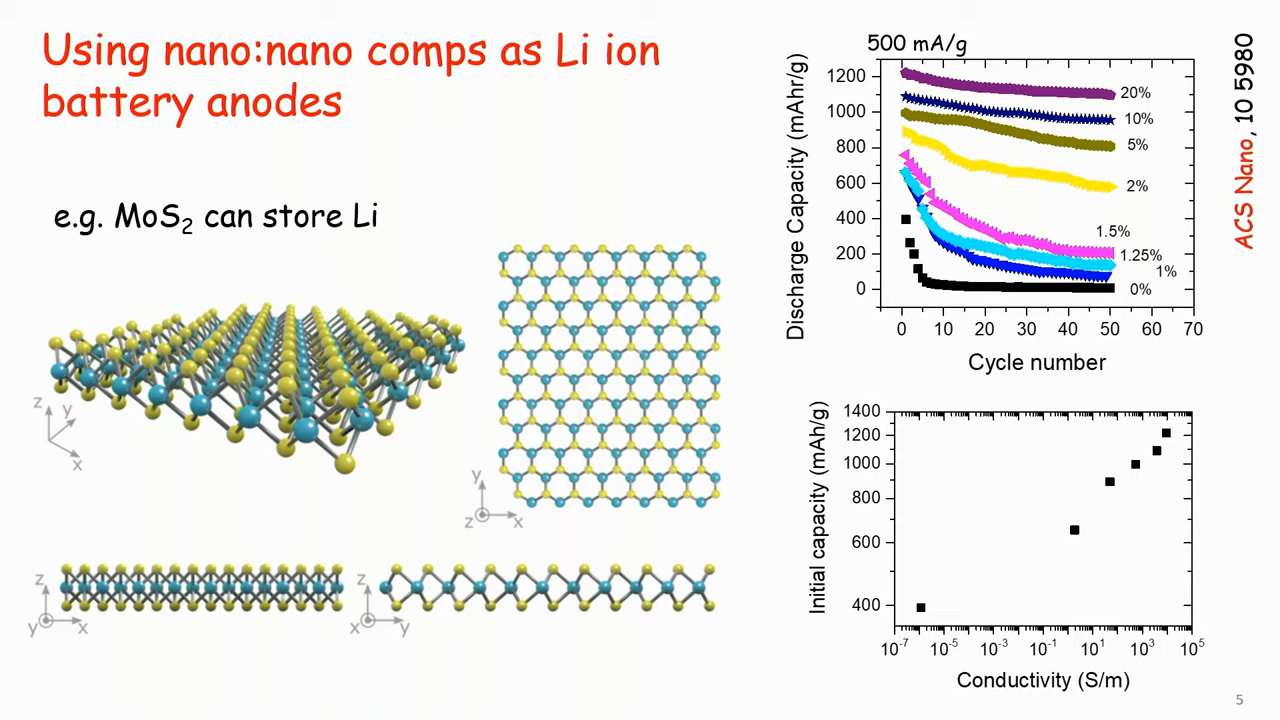 Using nano:nano comps as Li ion
battery anodes
e.g. MoS₂ can store Li
z
y
x
y
z
x
z
y
x
z
x
y
500 mA/g
Discharge Capacity (mAhr/g)
1200
1000
800
600
400
200
0
20%
10%
5%
2%
1.5%
1.25%
1%
0%
0 10 20 30 40 50 60 70
Cycle number
ACS Nano, 10 5980
Initial capacity (mAh/g)
1400
1200
1000
800
600
400
10⁻⁷ 10⁻⁵ 10⁻³ 10⁻¹ 10¹ 10³ 10⁵
Conductivity (S/m)
5